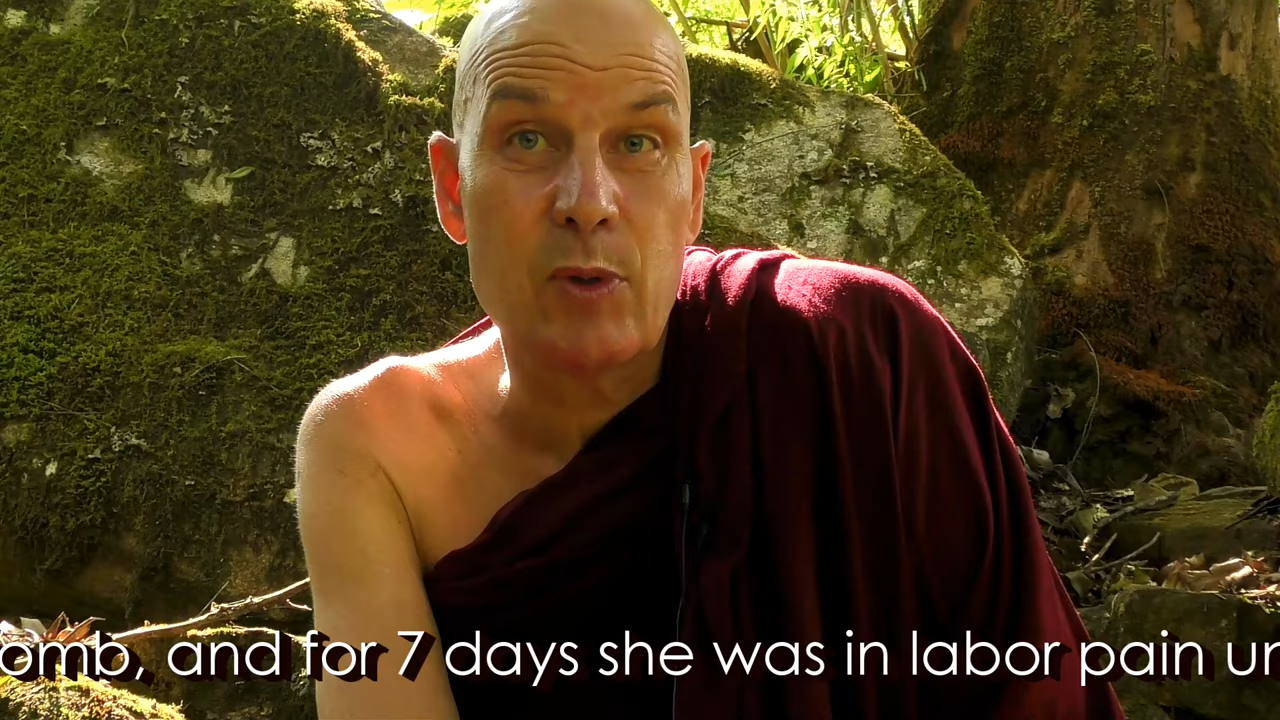 omb, and for 7 days she was in labor pain